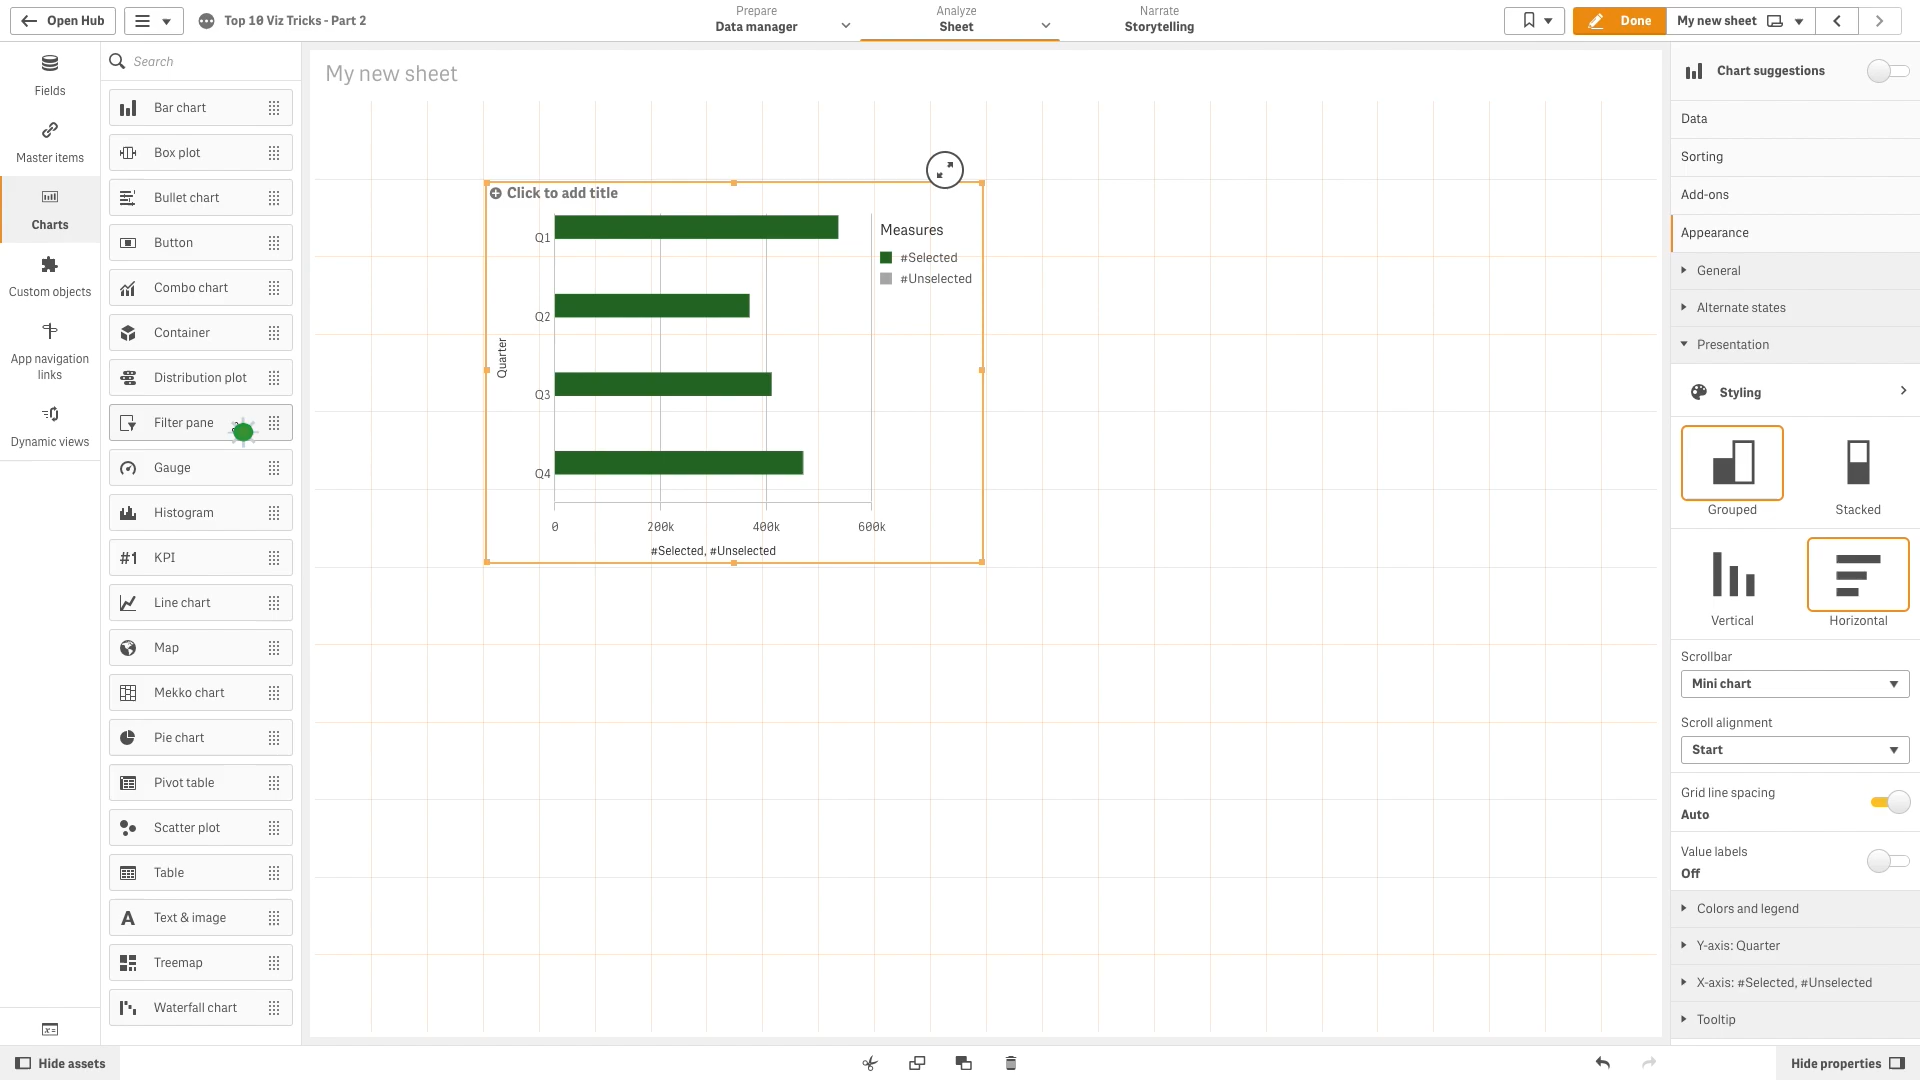 Open Hub
Top 10 Viz Tricks - Part 2
Prepare
Data manager
Analyze
Sheet
Narrate
Storytelling
Done
My new sheet
Fields
Master items
Charts
Custom objects
App navigation
links
Dynamic views
Search
Bar chart
Box plot
Bullet chart
Button
Combo chart
Container
Distribution plot
Filter pane
Gauge
Histogram
#1 KPI
Line chart
Map
Mekko chart
Pie chart
Pivot table
Scatter plot
Table
A Text & image
Treemap
Waterfall chart
My new sheet
Click to add title
Quarter
Q1
Q2
Q3
Q4
0 200k 400k 600k
#Selected, #Unselected
Measures
#Selected
#Unselected
Chart suggestions
Data
Sorting
Add-ons
Appearance
General
Alternate states
Presentation
Styling
Grouped Stacked
Vertical Horizontal
Scrollbar
Mini chart
Scroll alignment
Start
Grid line spacing
Auto
Value labels
Off
Colors and legend
Y-axis: Quarter
X-axis: #Selected, #Unselected
Tooltip
Hide assets
Hide properties